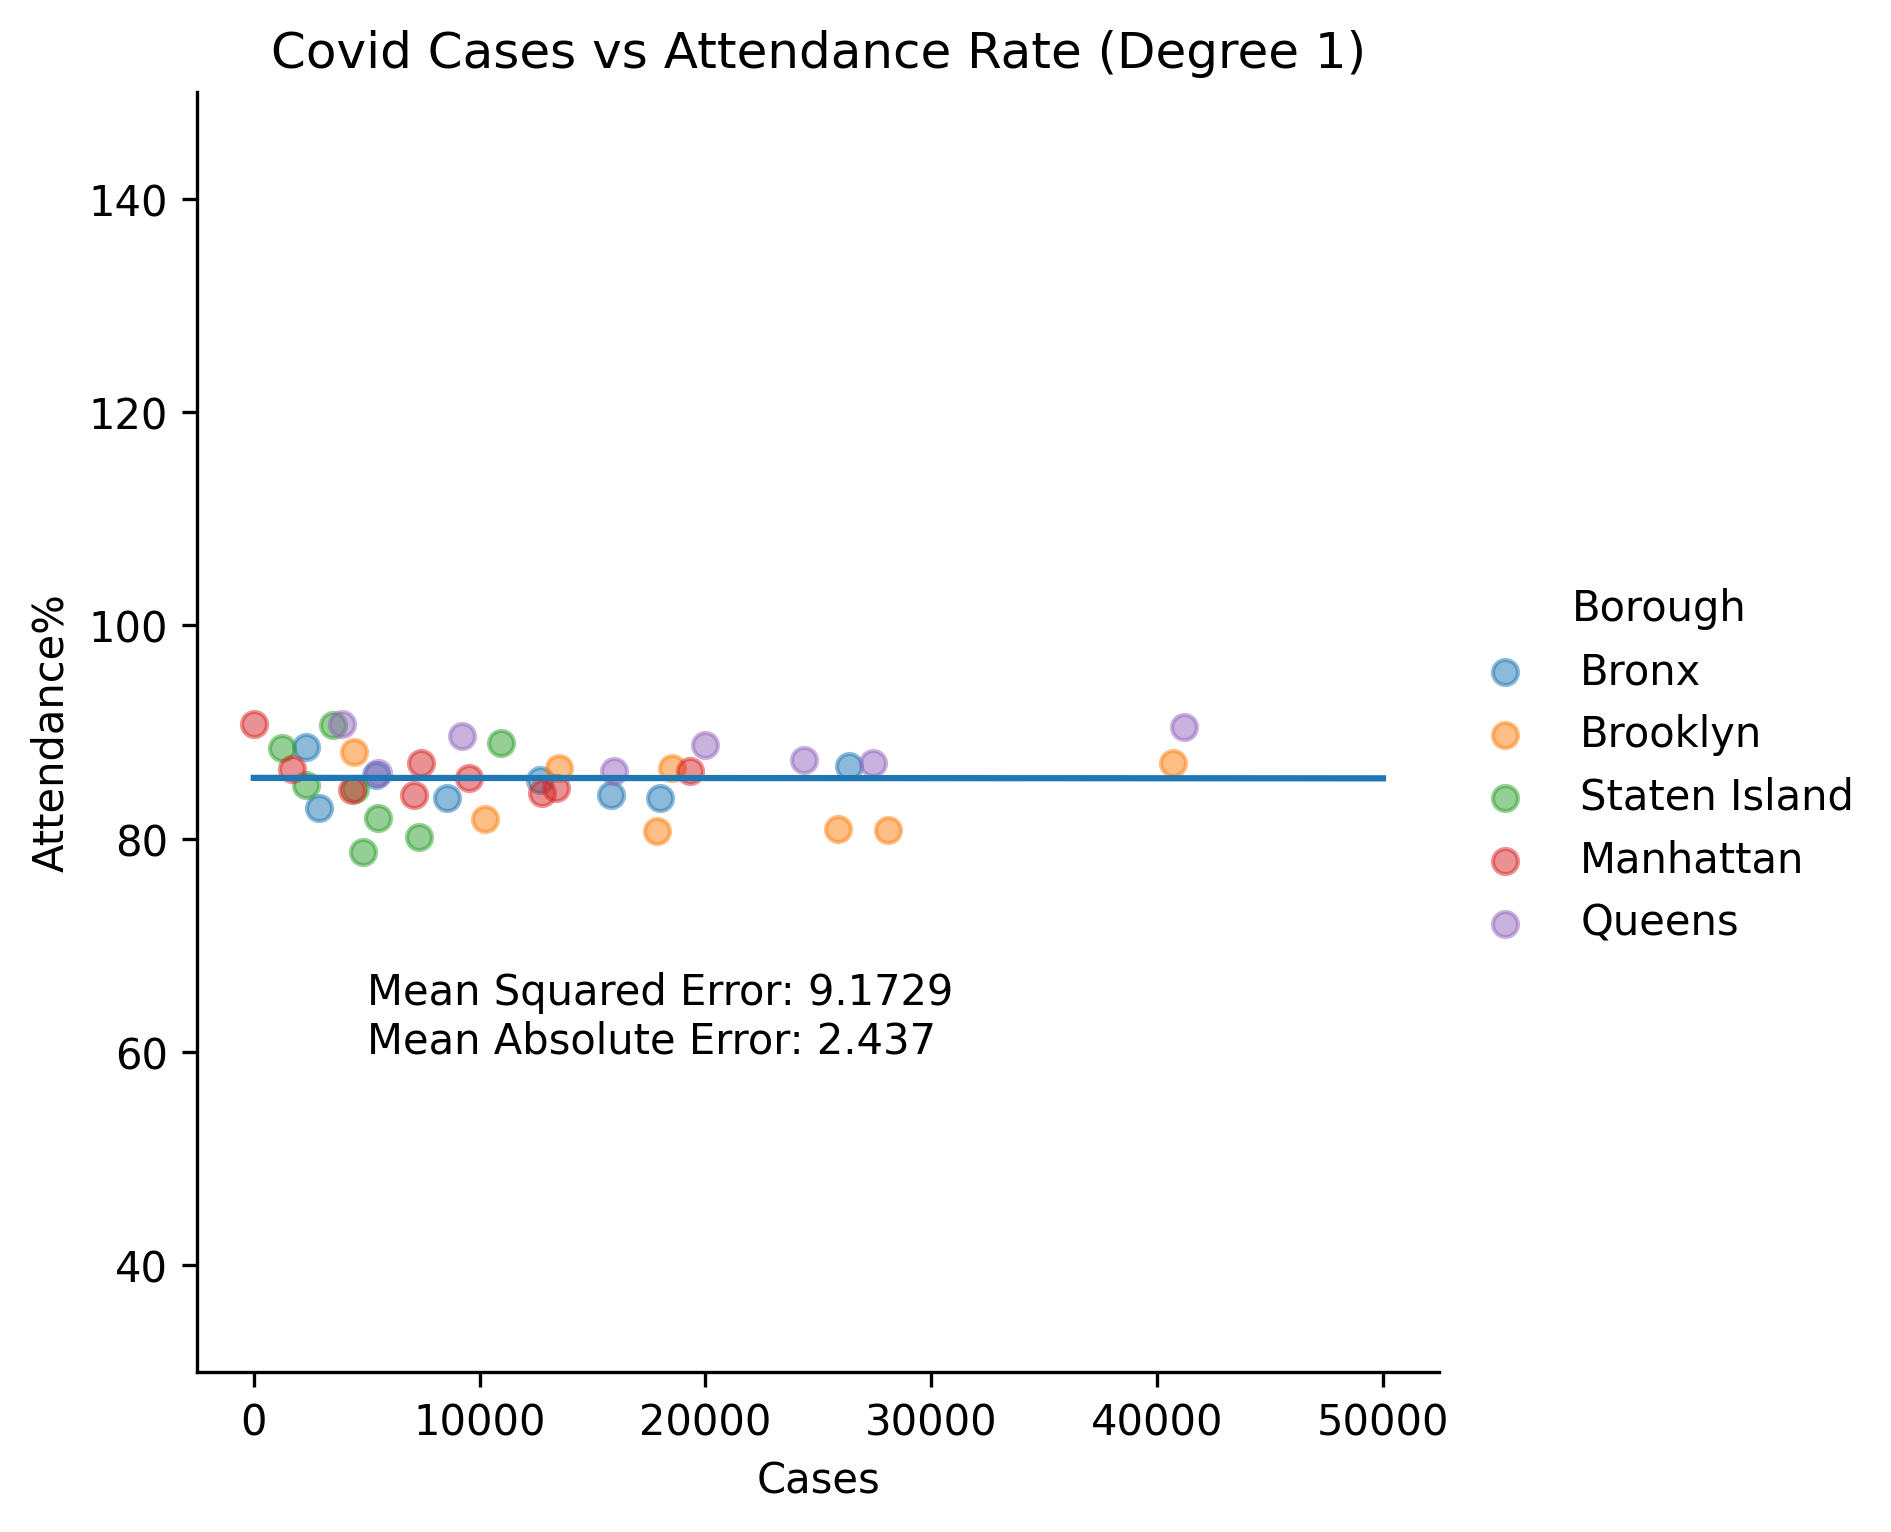 Covid Cases vs Attendance Rate (Degree 1)
Attendance%
140
120
100
80
60
40
Mean Squared Error: 9.1729
Mean Absolute Error: 2.437
0 10000 20000 30000 40000 50000
Cases
Borough
Bronx
Brooklyn
Staten Island
Manhattan
Queens